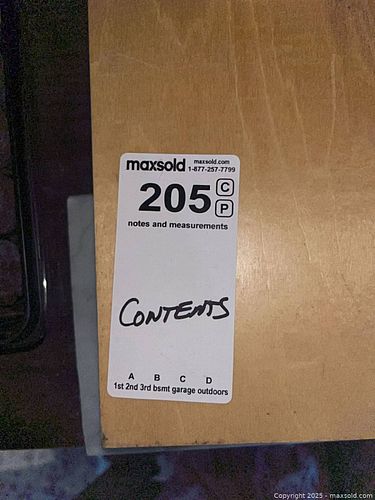 maxsold maxsold.com
1-877-257-7799
205 C
P
notes and measurements
CONTENTS
A B C D
1st 2nd 3rd bsmt garage outdoors
Copyright 2025 - maxsold.com